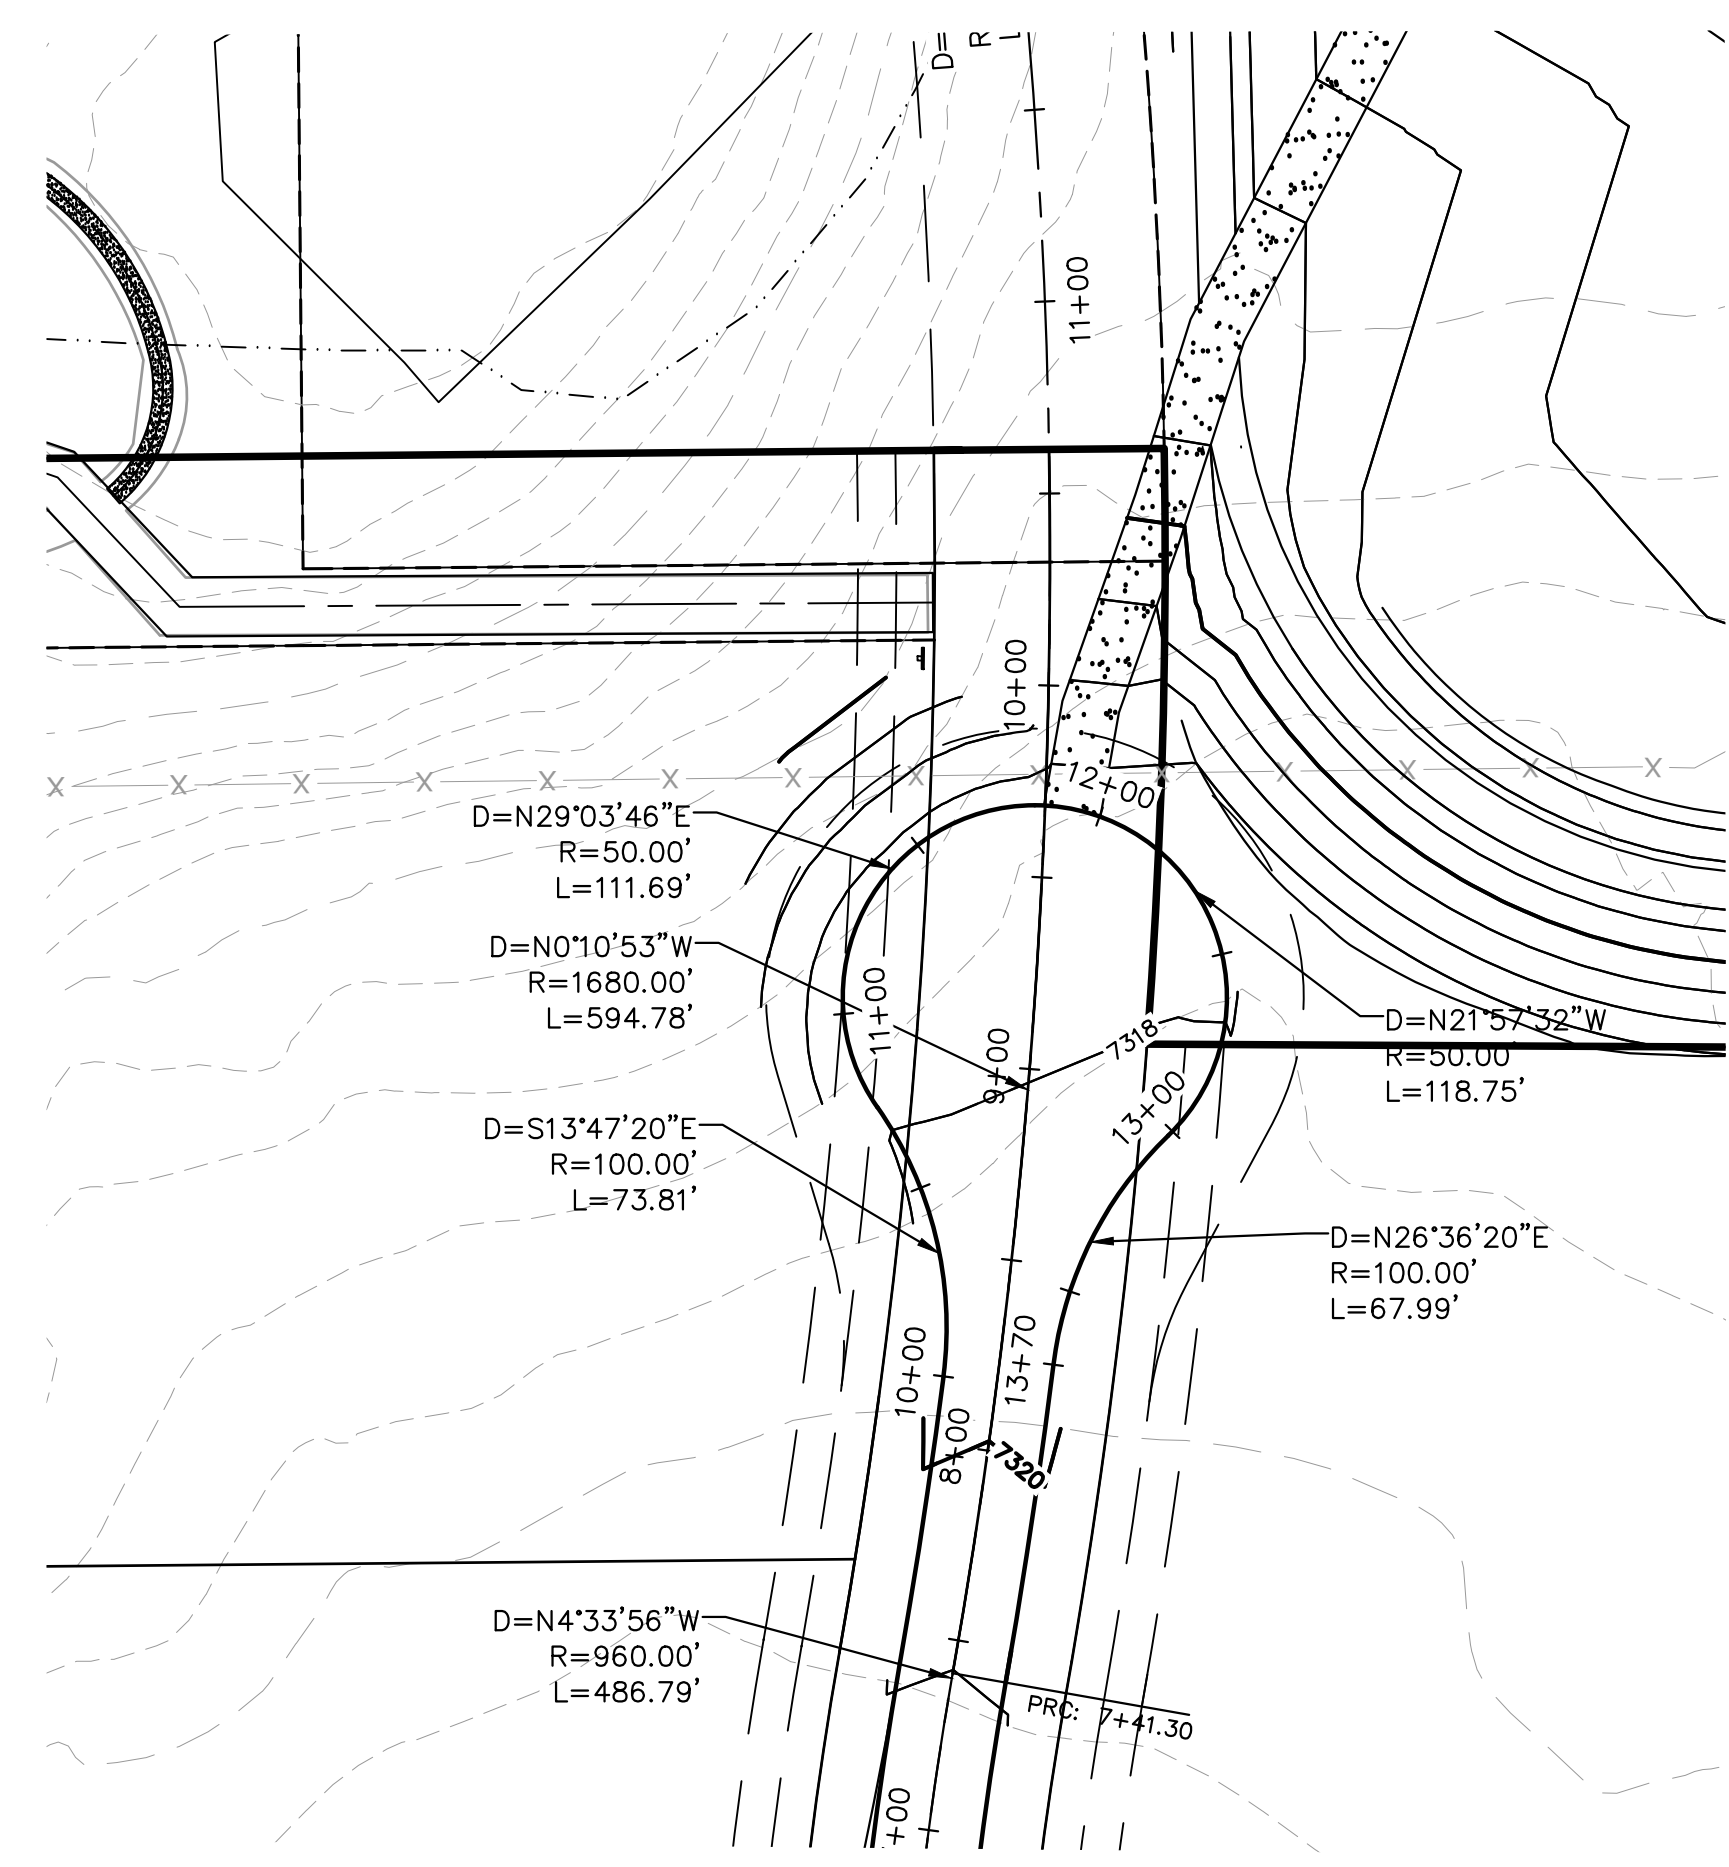 D=
R
L
11+00
10+00
12+00
D=N29°03'46"E
R=50.00'
L=111.69'
D=N0°10'53"W
R=1680.00'
L=594.78'
11+00
9+00
7318
13+00
D=N21°57'32"W
R=50.00'
L=118.75'
D=S13°47'20"E
R=100.00'
L=73.81'
D=N26°36'20"E
R=100.00'
L=67.99'
10+00
13+70
8+00
7320
D=N4°33'56"W
R=960.00'
L=486.79'
PRC: 7+41.30
+00
X X X X X X X X X X X X X X